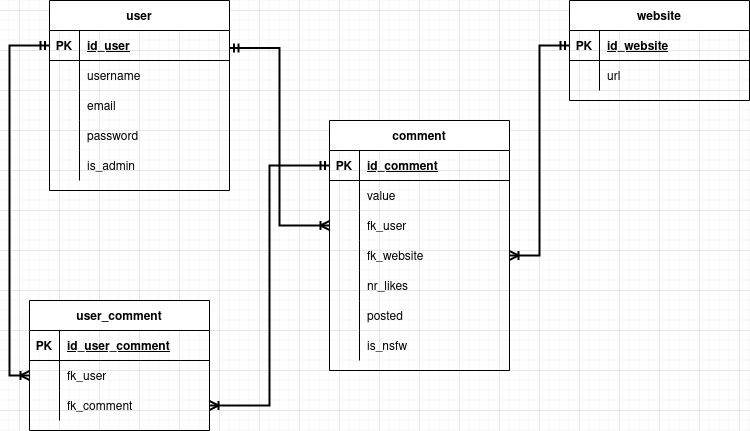 user
PK id_user
username
email
password
is_admin
website
PK id_website
url
comment
PK id_comment
value
fk_user
fk_website
nr_likes
posted
is_nsfw
user_comment
PK id_user_comment
fk_user
fk_comment